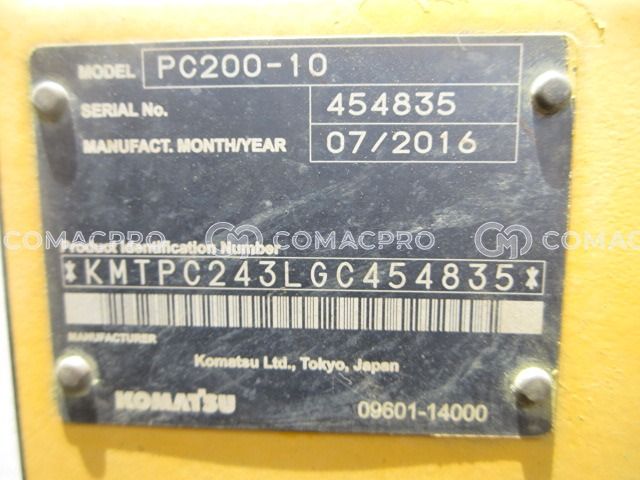 MODEL PC200-10
SERIAL No. 454835
MANUFACT. MONTH/YEAR 07/2016
COMACPRO COMACPRO COMACPRO
Product Identification Number
*KMTPC243LGC454835*
MANUFACTURER
Komatsu Ltd., Tokyo, Japan
KOMATSU 09601-14000